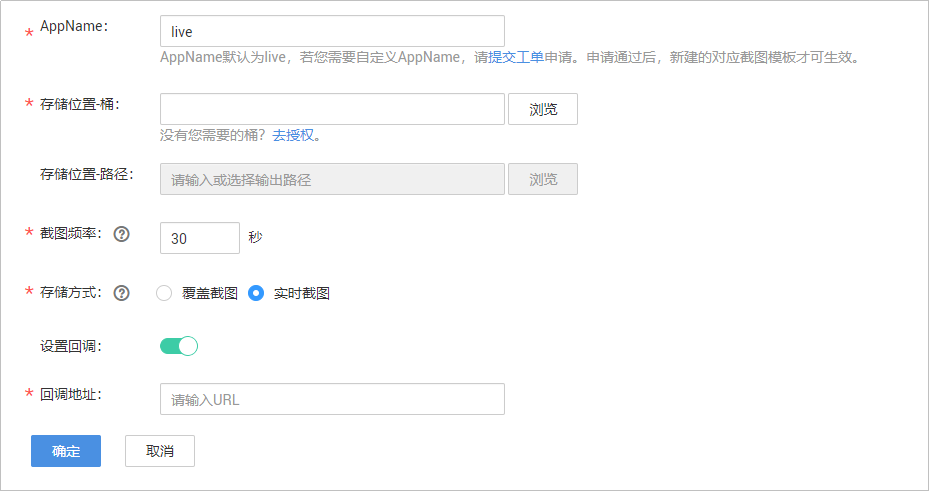 * AppName: live
AppName默认为live，若您需要自定义AppName，请提交工单申请。申请通过后，新建的对应截图模板才可生效。
* 存储位置-桶: 浏览
没有您需要的桶？去授权。
存储位置-路径: 请输入或选择输出路径 浏览
* 截图频率: ? 30 秒
* 存储方式: ? 覆盖截图 实时截图
设置回调:
* 回调地址: 请输入URL
确定 取消